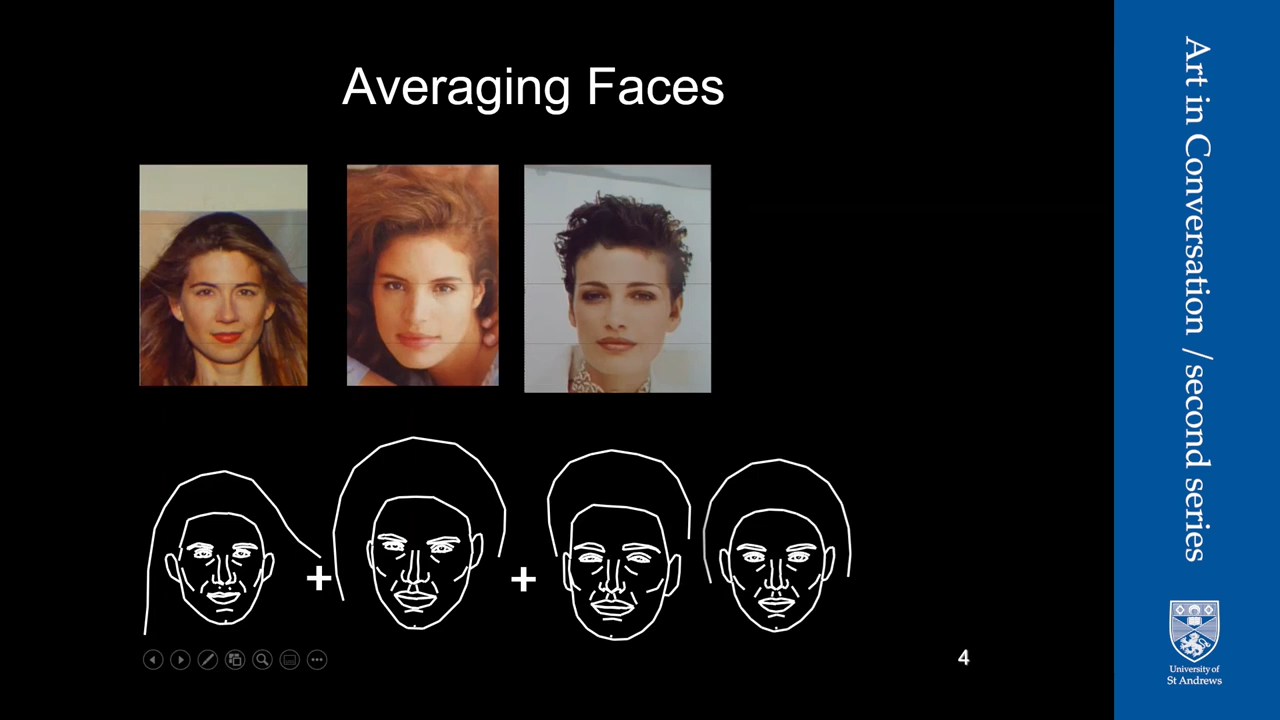 Averaging Faces
+
+
4
Art in Conversation / second series
University of
St Andrews